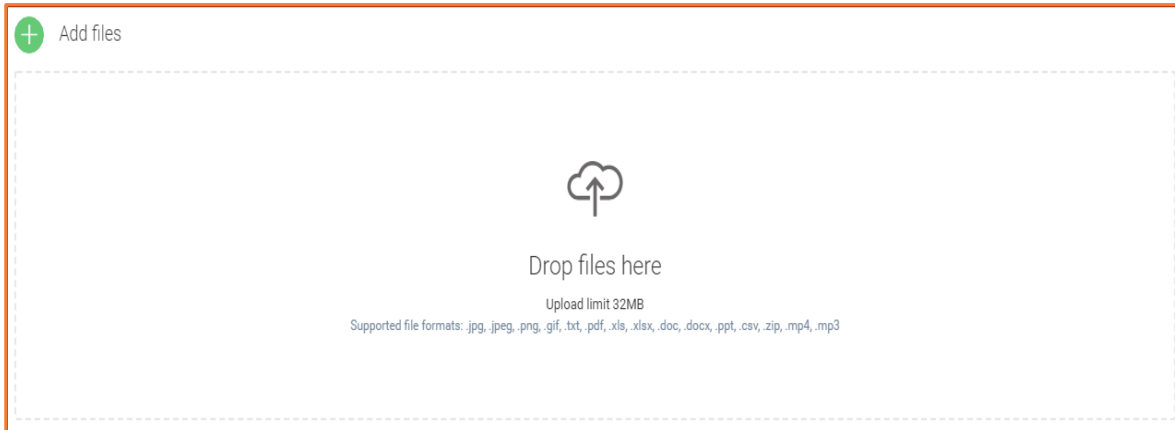 Add files
Drop files here
Upload limit 32MB
Supported file formats: .jpg, .jpeg, .png, .gif, .txt, .pdf, .xls, .xlsx, .doc, .docx, .ppt, .csv, .zip, .mp4, .mp3